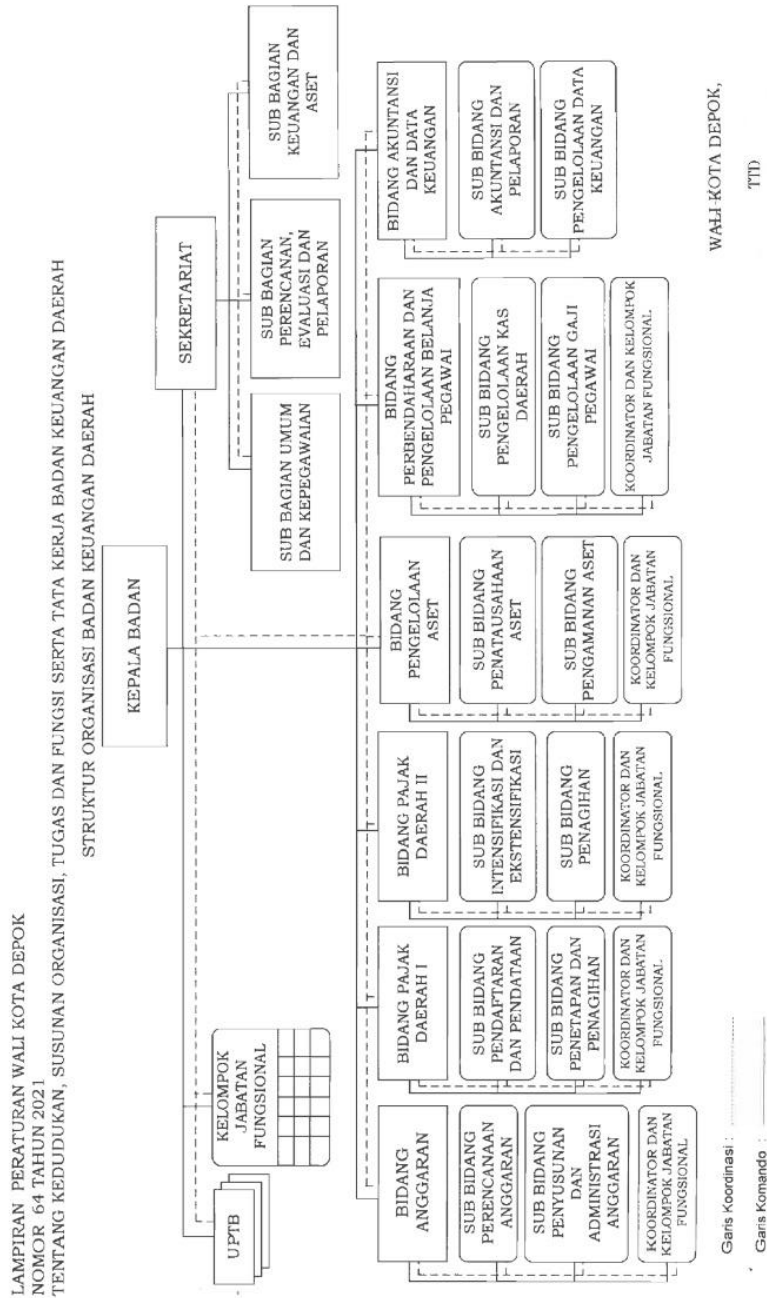 LAMPIRAN PERATURAN WALI KOTA DEPOK
NOMOR 64 TAHUN 2021
TENTANG KEDUDUKAN, SUSUNAN ORGANISASI, TUGAS DAN FUNGSI SERTA TATA KERJA BADAN KEUANGAN DAERAH
STRUKTUR ORGANISASI BADAN KEUANGAN DAERAH
KEPALA BADAN
UPTB
KELOMPOK
JABATAN
FUNGSIONAL
SEKRETARIAT
SUB BAGIAN UMUM
DAN KEPEGAWAIAN
SUB BAGIAN
PERENCANAN,
EVALUASI DAN
PELAPORAN
SUB BAGIAN
KEUANGAN DAN
ASET
BIDANG
ANGGARAN
SUB BIDANG
PERENCANAAN
ANGGARAN
SUB BIDANG
PENYUSUNAN
DAN
ADMINISTRASI
ANGGARAN
KOORDINATOR DAN
KELOMPOK JABATAN
FUNGSIONAL
BIDANG PAJAK
DAERAH I
SUB BIDANG
PENDAFTARAN
DAN PENDATAAN
SUB BIDANG
PENETAPAN DAN
PENAGIHAN
KOORDINATOR DAN
KELOMPOK JABATAN
FUNGSIONAL
BIDANG PAJAK
DAERAH II
SUB BIDANG
INTENSIFIKASI DAN
EKSTENSIFIKASI
SUB BIDANG
PENAGIHAN
KOORDINATOR DAN
KELOMPOK JABATAN
FUNGSIONAL
BIDANG
PENGELOLAAN
ASET
SUB BIDANG
PENATAUSAHAAN
ASET
SUB BIDANG
PENGAMANAN ASET
KOORDINATOR DAN
KELOMPOK JABATAN
FUNGSIONAL
BIDANG
PERBENDAHARAAN DAN
PENGELOLAAN BELANJA
PEGAWAI
SUB BIDANG
PENGELOLAAN KAS
DAERAH
SUB BIDANG
PENGELOLAAN GAJI
PEGAWAI
KOORDINATOR DAN KELOMPOK
JABATAN FUNGSIONAL
BIDANG AKUNTANSI
DAN DATA
KEUANGAN
SUB BIDANG
AKUNTANSI DAN
PELAPORAN
SUB BIDANG
PENGELOLAAN DATA
KEUANGAN
Garis Koordinasi :
Garis Komando :
WALI KOTA DEPOK,
TTD